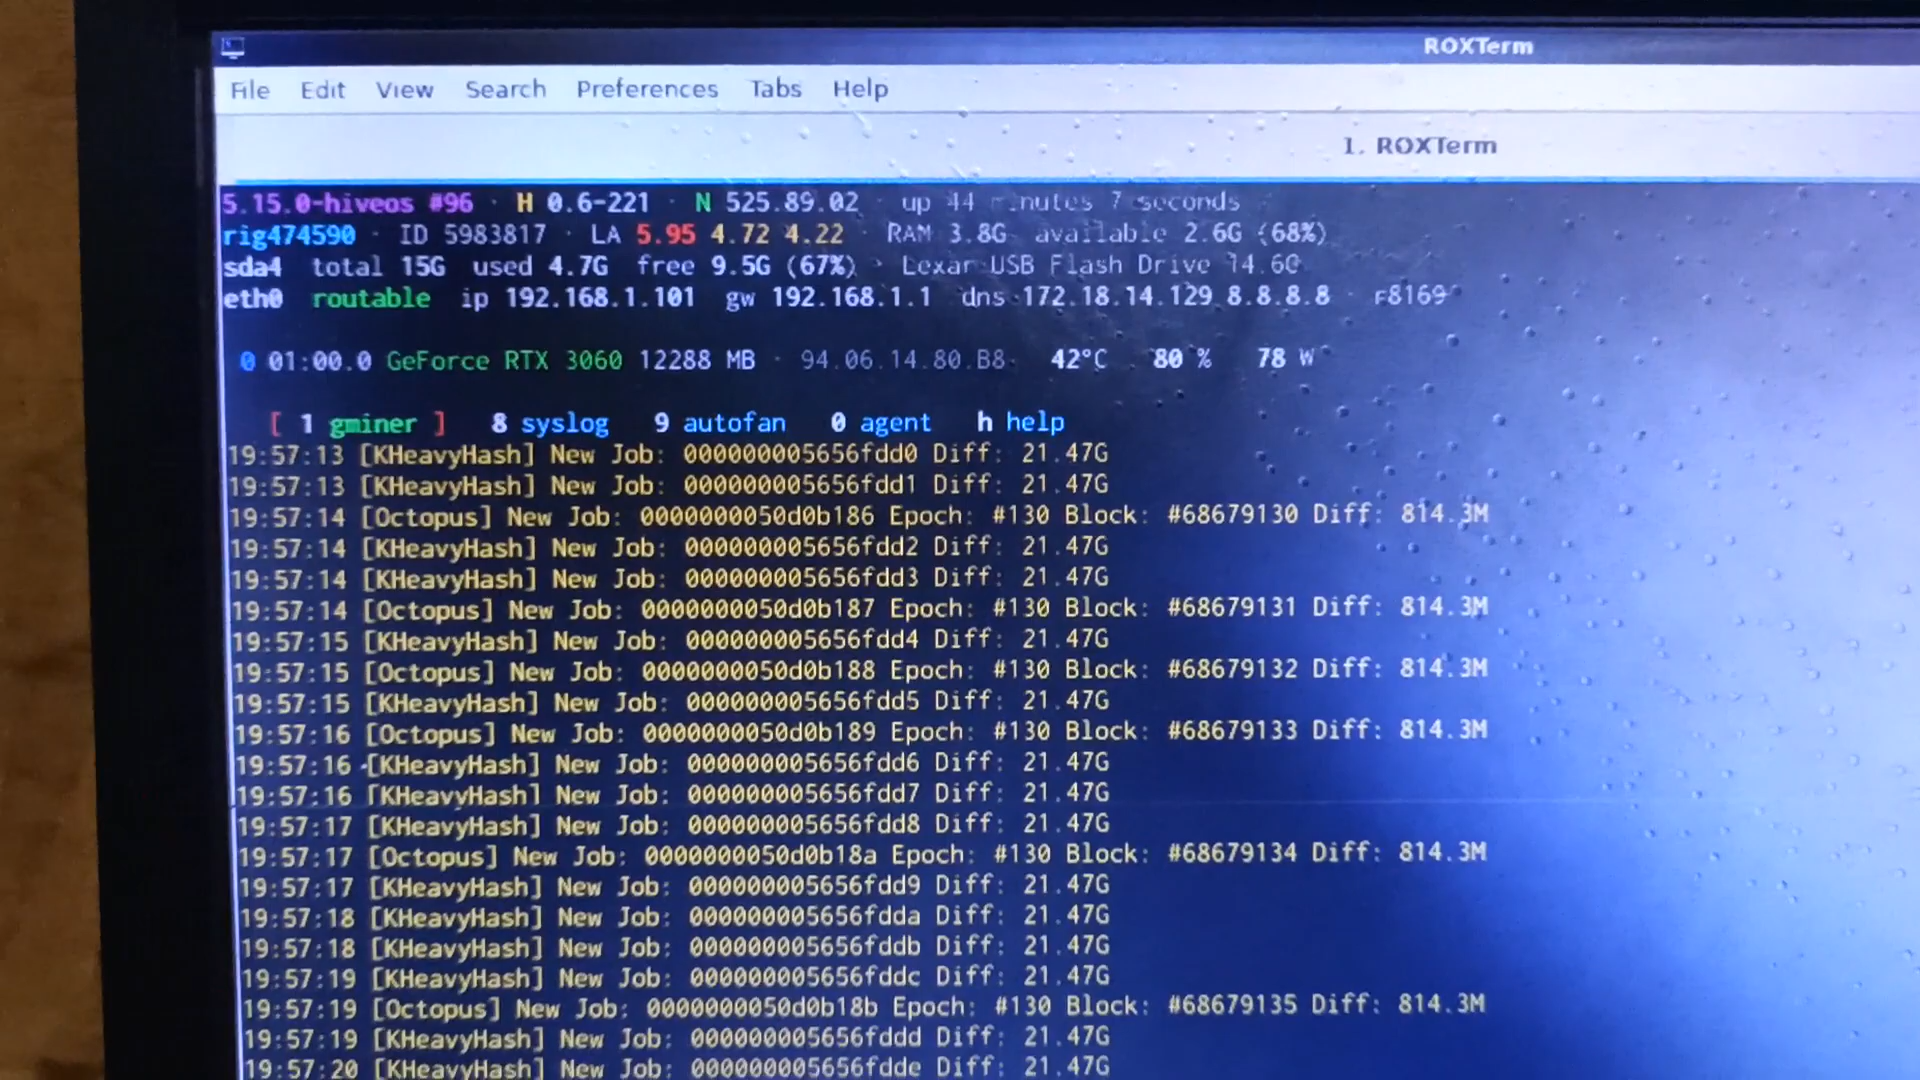 ROXTerm
File Edit View Search Preferences Tabs Help
1. ROXTerm
5.15.0-hiveos #96 · H 0.6-221 · N 525.89.02 · up 44 minutes 7 seconds
rig474590 · ID 5983817 · LA 5.95 4.72 4.22 · RAM 3.8G available 2.6G (68%)
sda4 total 15G used 4.7G free 9.5G (67%) · Lexar USB Flash Drive 14.6G
eth0 routable ip 192.168.1.101 gw 192.168.1.1 dns 172.18.14.129 8.8.8.8 · r8169
0 01:00.0 GeForce RTX 3060 12288 MB · 94.06.14.80.B8 · 42°C 80 % 78 W
[ 1 gminer ] 8 syslog 9 autofan 0 agent h help
19:57:13 [KHeavyHash] New Job: 000000005656fdd0 Diff: 21.47G
19:57:13 [KHeavyHash] New Job: 000000005656fdd1 Diff: 21.47G
19:57:14 [Octopus] New Job: 0000000050d0b186 Epoch: #130 Block: #68679130 Diff: 814.3M
19:57:14 [KHeavyHash] New Job: 000000005656fdd2 Diff: 21.47G
19:57:14 [KHeavyHash] New Job: 000000005656fdd3 Diff: 21.47G
19:57:14 [Octopus] New Job: 0000000050d0b187 Epoch: #130 Block: #68679131 Diff: 814.3M
19:57:15 [KHeavyHash] New Job: 000000005656fdd4 Diff: 21.47G
19:57:15 [Octopus] New Job: 0000000050d0b188 Epoch: #130 Block: #68679132 Diff: 814.3M
19:57:15 [KHeavyHash] New Job: 000000005656fdd5 Diff: 21.47G
19:57:16 [Octopus] New Job: 0000000050d0b189 Epoch: #130 Block: #68679133 Diff: 814.3M
19:57:16 [KHeavyHash] New Job: 000000005656fdd6 Diff: 21.47G
19:57:16 [KHeavyHash] New Job: 000000005656fdd7 Diff: 21.47G
19:57:17 [KHeavyHash] New Job: 000000005656fdd8 Diff: 21.47G
19:57:17 [Octopus] New Job: 0000000050d0b18a Epoch: #130 Block: #68679134 Diff: 814.3M
19:57:17 [KHeavyHash] New Job: 000000005656fdd9 Diff: 21.47G
19:57:18 [KHeavyHash] New Job: 000000005656fdda Diff: 21.47G
19:57:18 [KHeavyHash] New Job: 000000005656fddb Diff: 21.47G
19:57:19 [KHeavyHash] New Job: 000000005656fddc Diff: 21.47G
19:57:19 [Octopus] New Job: 0000000050d0b18b Epoch: #130 Block: #68679135 Diff: 814.3M
19:57:19 [KHeavyHash] New Job: 000000005656fddd Diff: 21.47G
19:57:20 [KHeavyHash] New Job: 000000005656fdde Diff: 21.47G